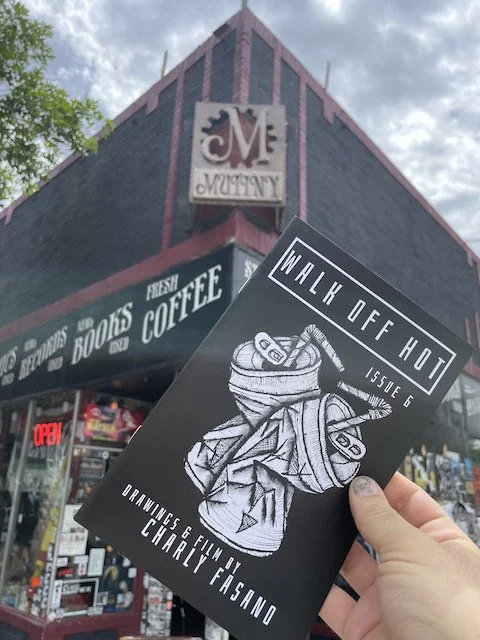 M
MUTINY
FRESH
COFFEE
NEW
BOOKS
USED
NEW
RECORDS
USED
USED
OPEN
WALK OFF HOT
ISSUE 6
DRAWINGS & FILM BY
CHARLY FASANO